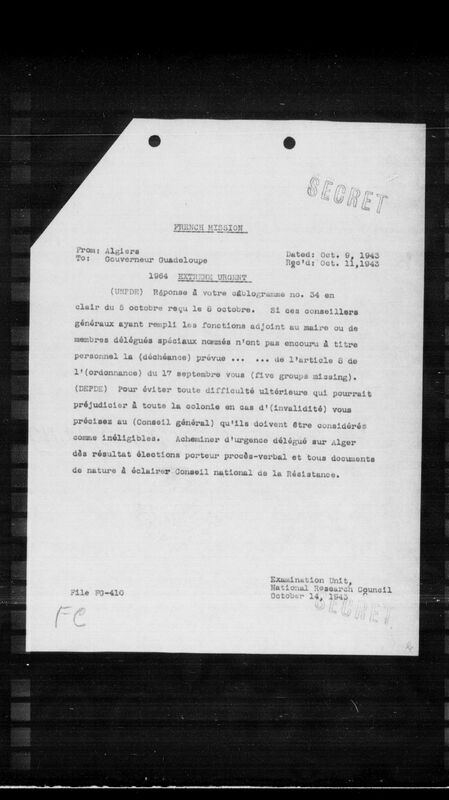 SECRET
FRENCH MISSION
From: Algiers
To: Gouverneur Guadeloupe
Dated: Oct. 9, 1943
Rec'd: Oct. 11, 1943
1964 EXTREME URGENT
(UMFDE) Réponse à votre câblogramme no. 34 en
clair du 5 octobre reçu le 8 octobre. Si ces conseillers
généraux ayant rempli les fonctions adjoint au maire ou de
membres délégués spéciaux nommés n'ont pas encouru à titre
personnel la (déchéance) prévue ... ... de l'article 8 de
l'(ordonnance) du 17 septembre vous (five groups missing).
(DEFDE) Pour éviter toute difficulté ultérieure qui pourrait
préjudicier à toute la colonie en cas d'(invalidité) vous
précisez au (Conseil général) qu'ils doivent être considérés
comme inéligibles. Acheminer d'urgence délégué sur Alger
dès résultat élections porteur procès-verbal et tous documents
de nature à éclairer Conseil national de la Résistance.
Examination Unit,
National Research Council
October 14, 1943
File FG-410
SECRET
FC